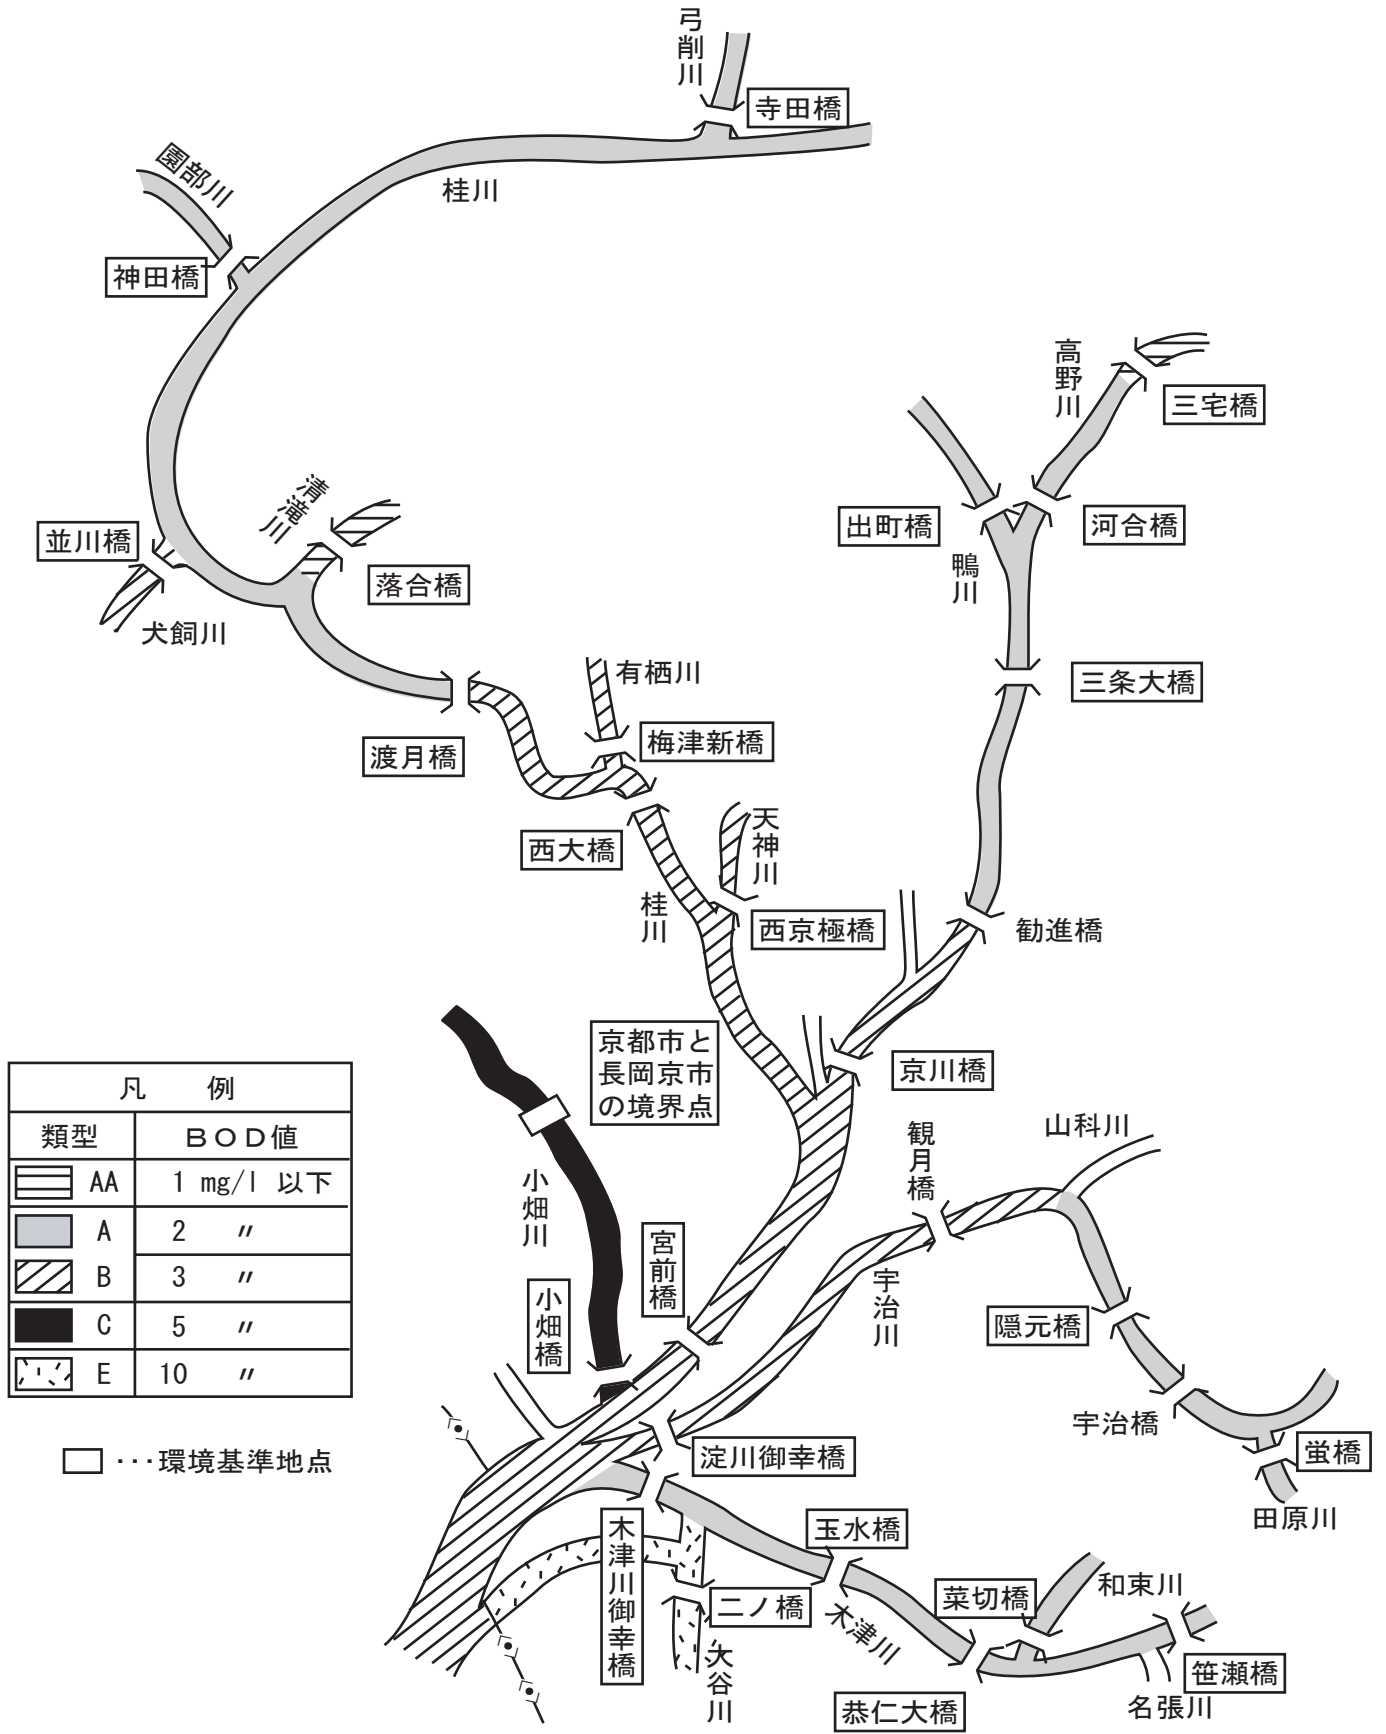 弓削川
寺田橋
園部川
桂川
神田橋
高野川
三宅橋
清滝川
並川橋
落合橋
犬飼川
出町橋
河合橋
鴨川
有栖川
三条大橋
渡月橋
梅津新橋
西大橋
天神川
桂川
西京極橋
勧進橋
京都市と
長岡京市
の境界点
京川橋
凡 例
類型 BOD値
AA 1 mg/l 以下
A 2 〃
B 3 〃
C 5 〃
E 10 〃
観月橋
山科川
小畑川
宮前橋
小畑橋
宇治川
隠元橋
宇治橋
蛍橋
田原川
□ ･･･環境基準地点
淀川御幸橋
木津川御幸橋
玉水橋
二ノ橋
木津川
菜切橋
和束川
大谷川
恭仁大橋
笹瀬橋
名張川